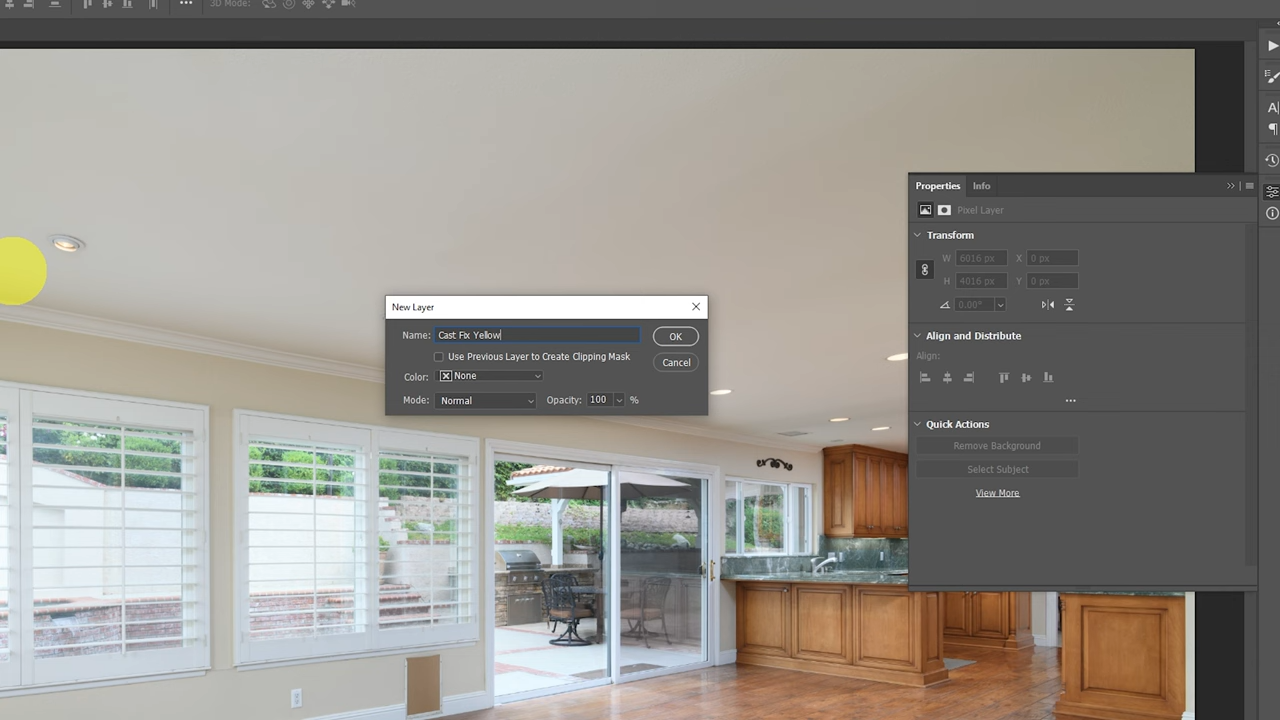 3D Mode:
Properties
Info
Pixel Layer
Transform
W 6016 px X 0 px
H 4016 px Y 0 px
0.00°
Align and Distribute
Align:
Quick Actions
Remove Background
Select Subject
View More
New Layer
Name: Cast Fix Yellow
OK
Use Previous Layer to Create Clipping Mask
Cancel
Color: None
Mode: Normal Opacity: 100 %